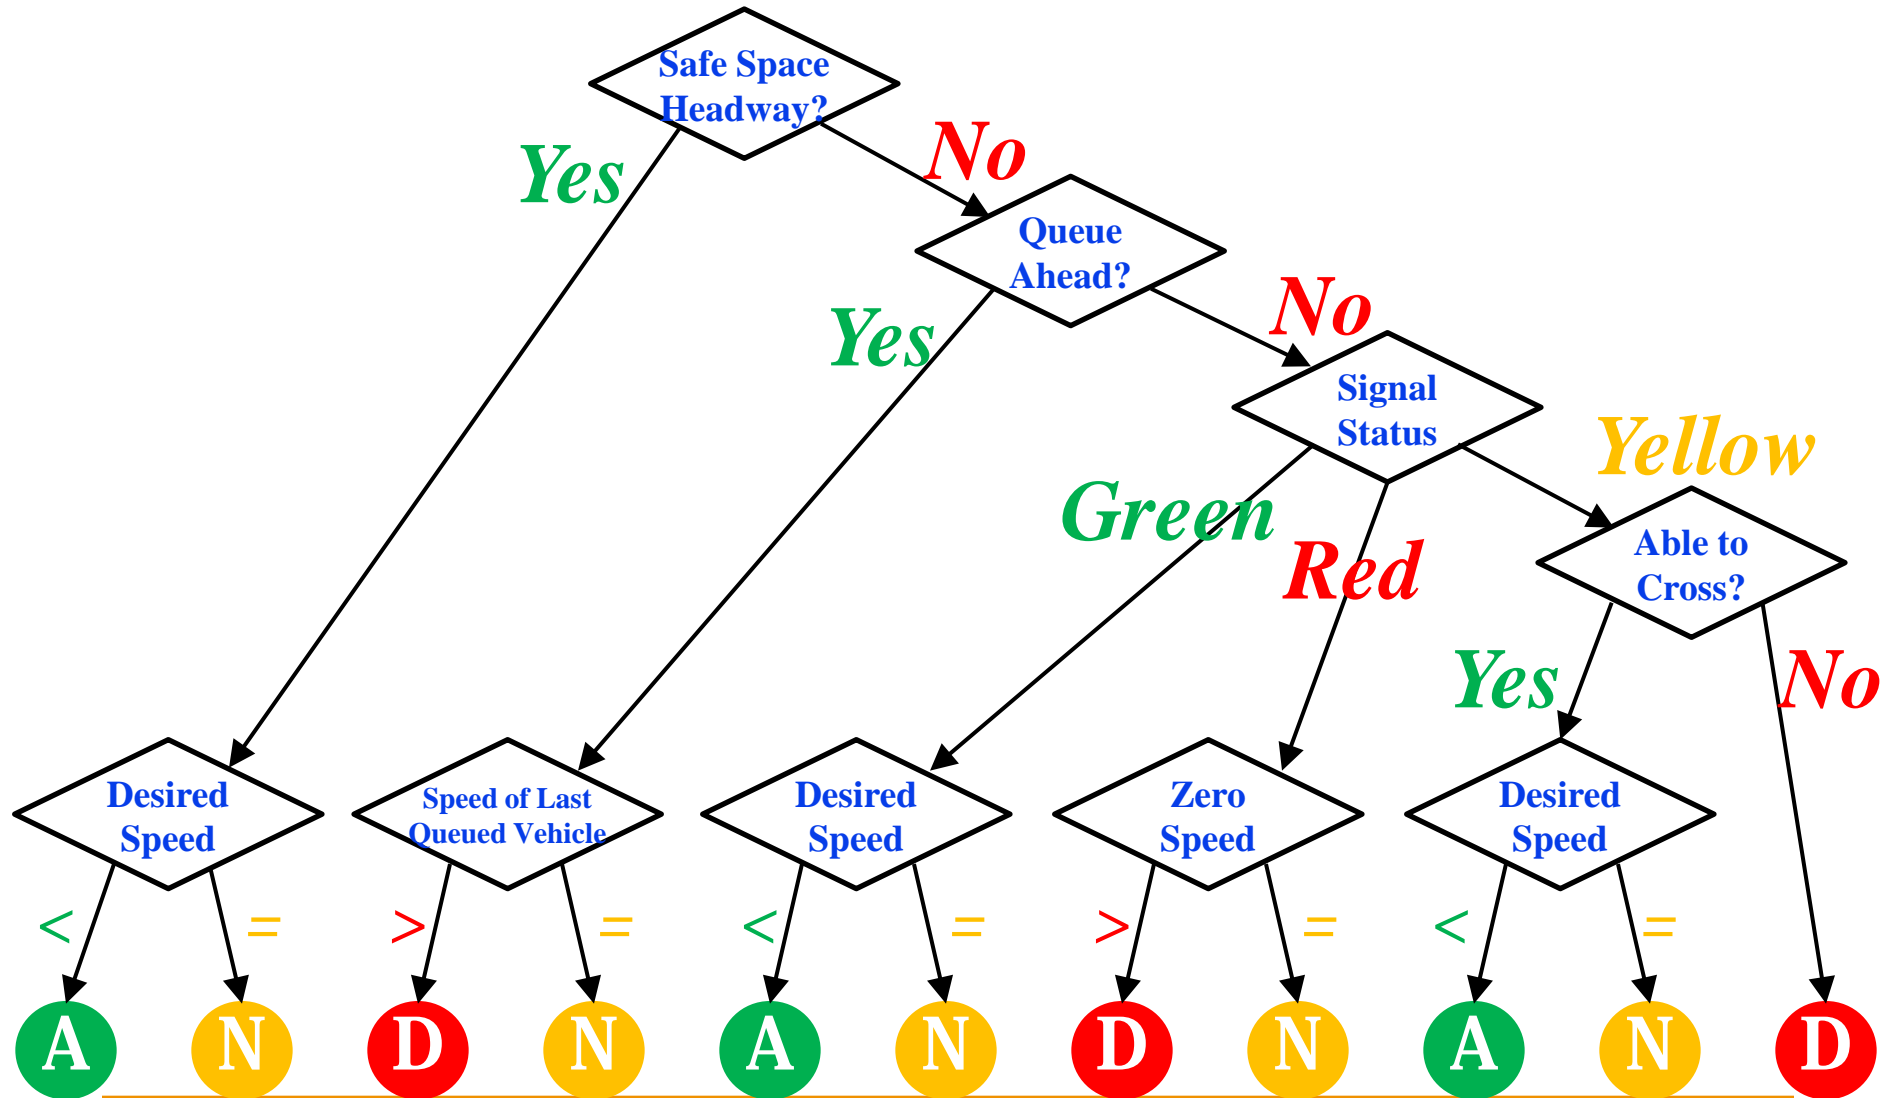 Safe Space
Headway?
Yes
No
Queue
Ahead?
Yes
No
Signal
Status
Green
Red
Yellow
Able to
Cross?
Yes
No
Desired
Speed
Speed of Last
Queued Vehicle
Desired
Speed
Zero
Speed
Desired
Speed
< = > = < = > = < =
A N D N A N D N A N D